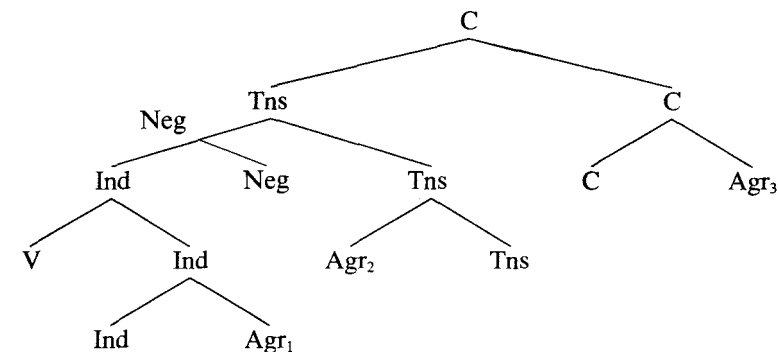 C
Tns C
Neg
Ind Neg Tns C Agr₃
V Ind Agr₂ Tns
Ind Agr₁